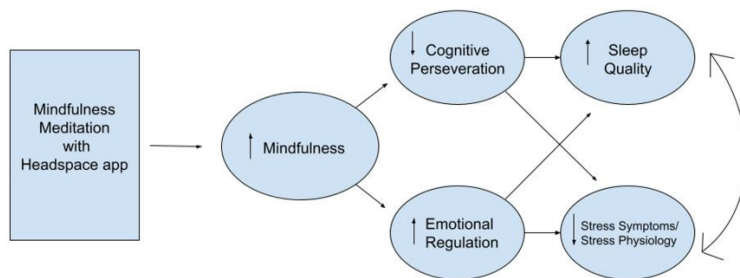 Mindfulness
Meditation
with
Headspace app
↑ Mindfulness
↓ Cognitive
Perseveration
↑ Emotional
Regulation
↑ Sleep
Quality
↓ Stress Symptoms/
Stress Physiology